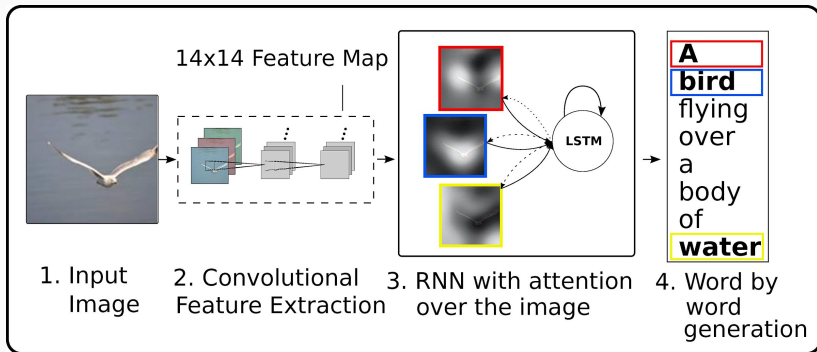 14x14 Feature Map
LSTM
A
bird
flying
over
a
body
of
water
1. Input
Image
2. Convolutional
Feature Extraction
3. RNN with attention
over the image
4. Word by
word
generation